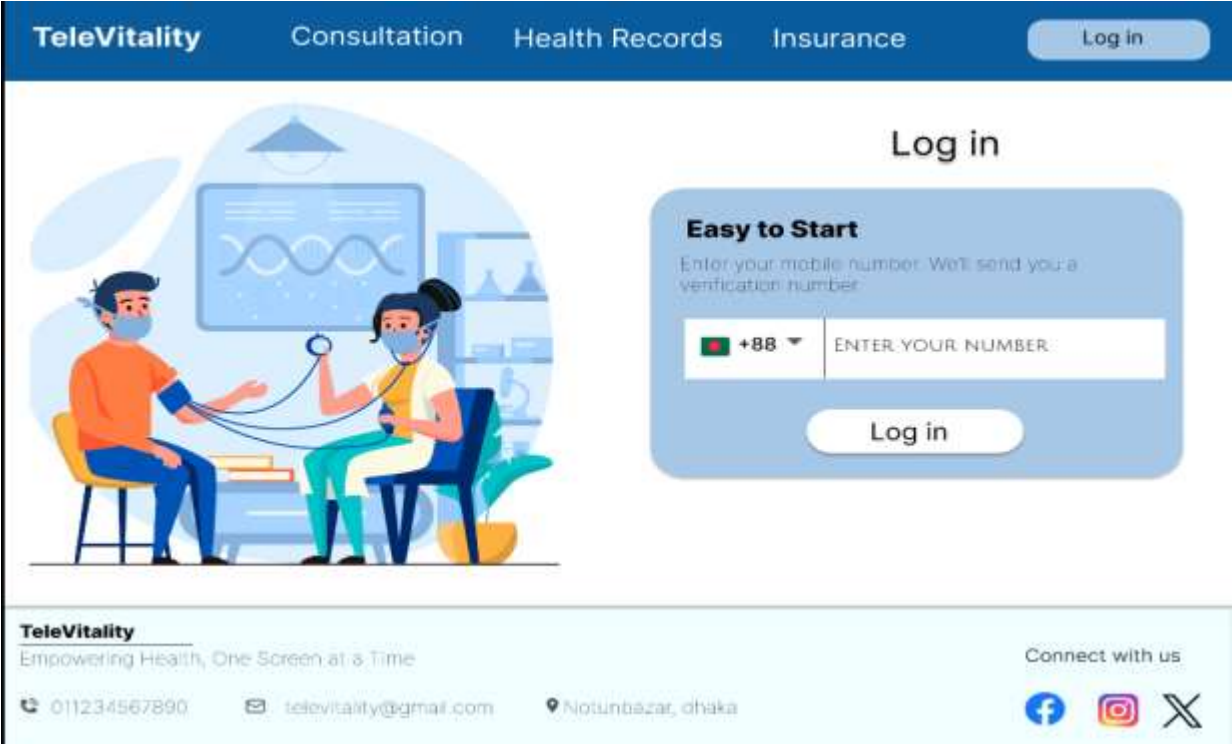 TeleVitality Consultation Health Records Insurance Log in
Log in
Easy to Start
Enter your mobile number. We'll send you a
verification number
+88 ENTER YOUR NUMBER
Log in
TeleVitality
Empowering Health, One Screen at a Time
Connect with us
011234567890 televitality@gmail.com Notunbazar, dhaka